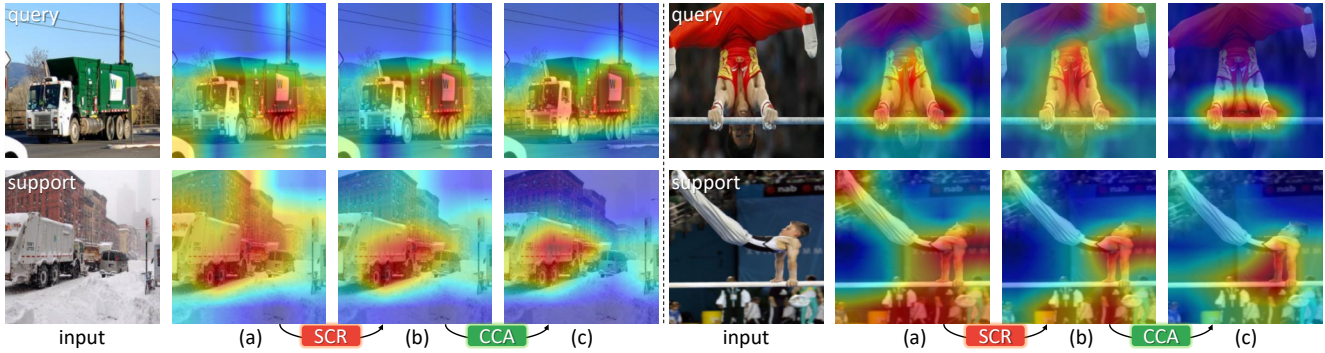 query
query
support
support
input (a) SCR (b) CCA (c) input (a) SCR (b) CCA (c)